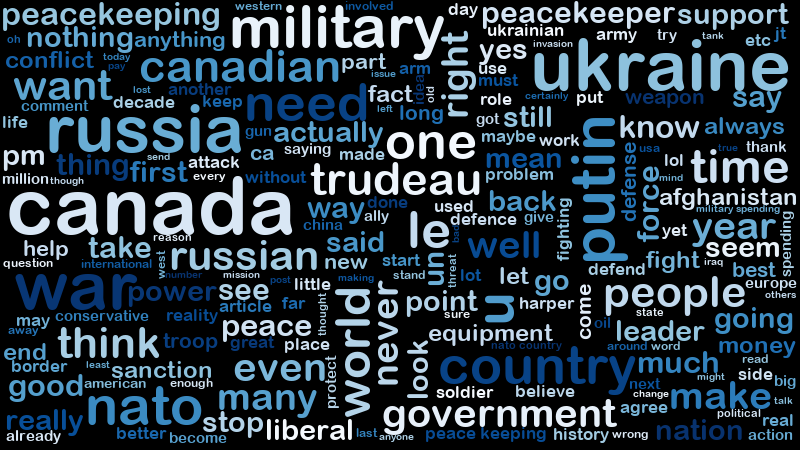 peacekeeping
western
involved
day
peacekeeper
support
oh
nothing
anything
military
ukrainian
army
try
tank
etc
jt
conflict
today
pay
canadian
part
arm
issue
ideas
old
right
yes
invasion
ukraine
want
lost
another
need
fact
use
must
role
put
weapon
say
comment
decade
keep
gun
left
long
got
still
life
russia
actually
one
maybe
work
know
always
pm
thing
send
first
attack
ca
saying
made
mean
problem
putin
defense
usa
true
thank
million
though
every
without
trudeau
lol
mind
time
canada
way
done
ally
used
back
force
afghanistan
military spending
reason
china
defence
give
fighting
yet
year
spending
help
take
russian
said
le
un
bad
well
fight
seem
question
international
west
number
mission
new
start
stand
threat
lot
let
go
defend
iraq
best
europe
others
war
power
see
post
little
making
u
come
people
may
conservative
reality
article
far
thought
world
never
point
sure
harper
oil
state
leader
going
away
think
troop
great
peace
place
look
equipment
nato country
around
word
money
end
border
least
sanction
even
protect
country
much
read
might
side
big
good
american
enough
many
soldier
believe
next
change
make
talk
really
nato
stop
liberal
government
agree
political
real
already
better
become
last
anyone
peace keeping
history
wrong
nation
action